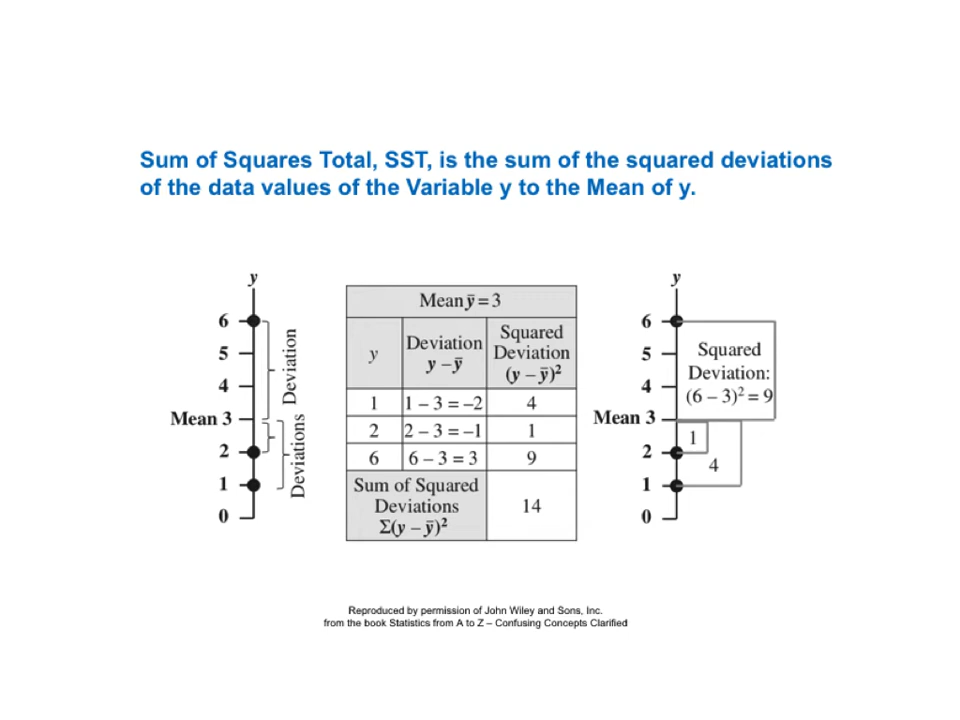 Sum of Squares Total, SST, is the sum of the squared deviations
of the data values of the Variable y to the Mean of y.
y
6
5
4
Mean 3
2
1
0
Deviation
Deviations
Mean ȳ = 3
y
Deviation
y – ȳ
Squared
Deviation
(y – ȳ)²
1 1 – 3 = –2 4
2 2 – 3 = –1 1
6 6 – 3 = 3 9
Sum of Squared
Deviations
Σ(y – ȳ)²
14
y
6
5
4
Mean 3
2
1
0
Squared
Deviation:
(6 – 3)² = 9
1
4
Reproduced by permission of John Wiley and Sons, Inc.
from the book Statistics from A to Z – Confusing Concepts Clarified